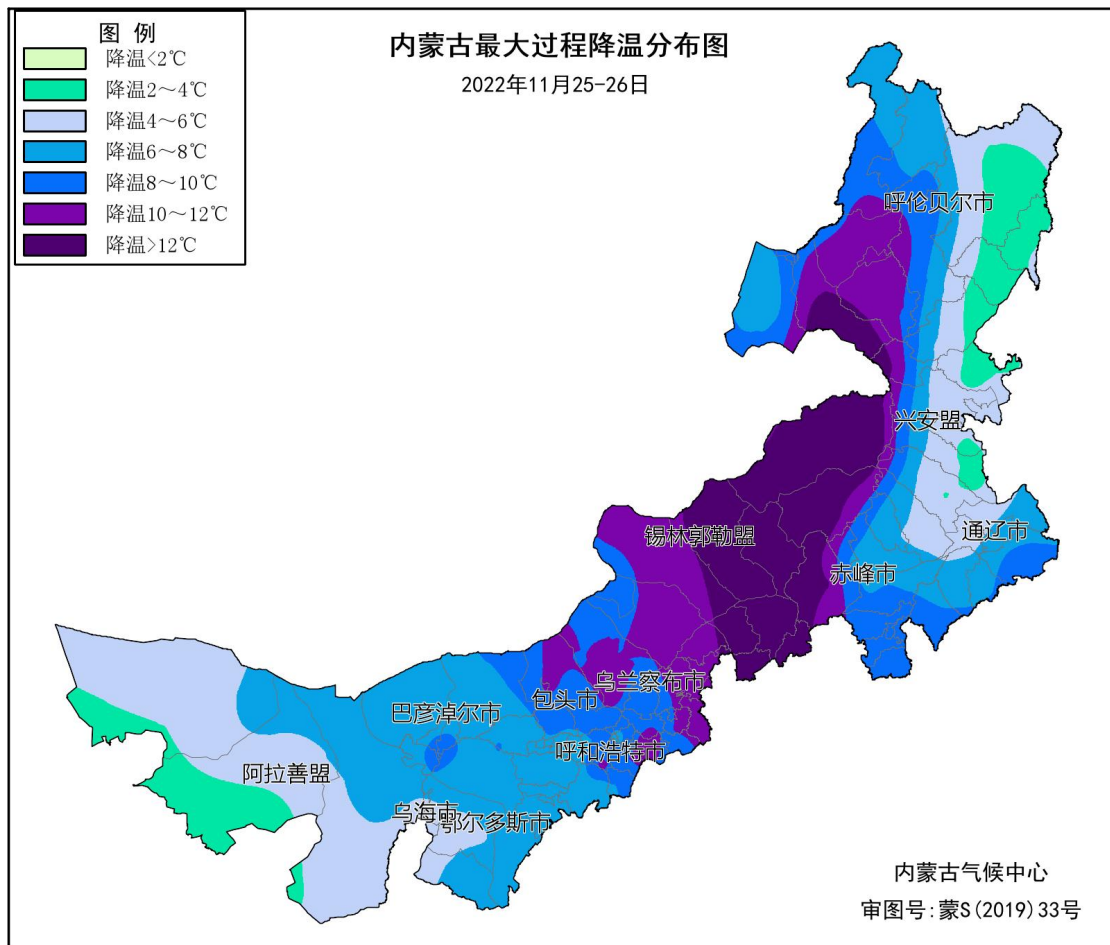 图 例
降温<2℃
降温2～4℃
降温4～6℃
降温6～8℃
降温8～10℃
降温10～12℃
降温>12℃
内蒙古最大过程降温分布图
2022年11月25-26日
呼伦贝尔市
兴安盟
通辽市
锡林郭勒盟
赤峰市
乌兰察布市
包头市
巴彦淖尔市
呼和浩特市
阿拉善盟
乌海市
鄂尔多斯市
内蒙古气候中心
审图号:蒙S(2019)33号